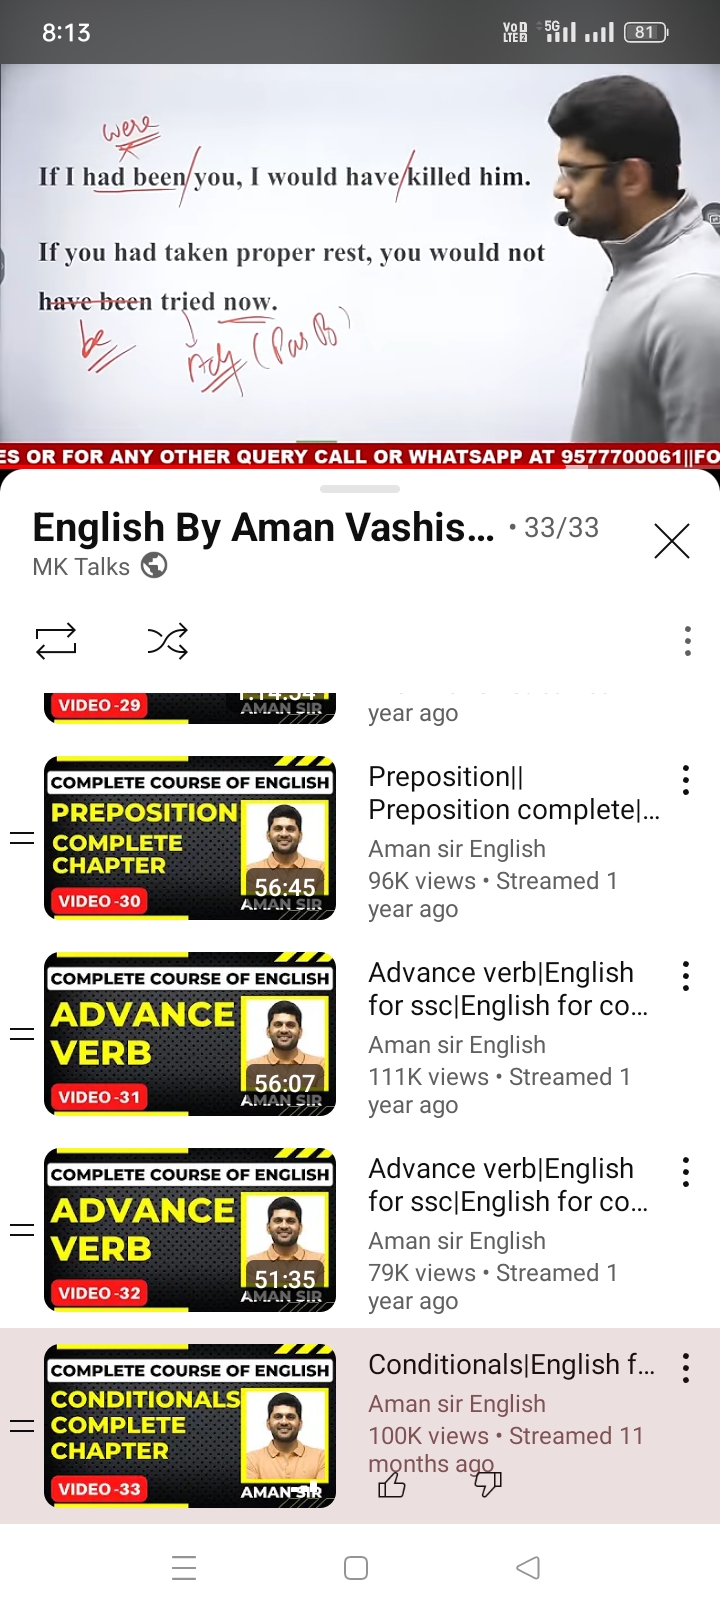 8:13
VoD
LTE2
5G
81
were
If I had been/you, I would have/killed him.
If you had taken proper rest, you would not
have been tried now.
be
Adj (Pas
ES OR FOR ANY OTHER QUERY CALL OR WHATSAPP AT 9577700061||FO
English By Aman Vashis... • 33/33
MK Talks
VIDEO -29
1:14:54
AMAN SIR
year ago
COMPLETE COURSE OF ENGLISH
PREPOSITION
COMPLETE
CHAPTER
VIDEO -30
56:45
AMAN SIR
Preposition||
Preposition complete|...
Aman sir English
96K views • Streamed 1
year ago
COMPLETE COURSE OF ENGLISH
ADVANCE
VERB
VIDEO -31
56:07
AMAN SIR
Advance verb|English
for ssc|English for co...
Aman sir English
111K views • Streamed 1
year ago
COMPLETE COURSE OF ENGLISH
ADVANCE
VERB
VIDEO -32
51:35
AMAN SIR
Advance verb|English
for ssc|English for co...
Aman sir English
79K views • Streamed 1
year ago
COMPLETE COURSE OF ENGLISH
CONDITIONALS
COMPLETE
CHAPTER
VIDEO -33
AMAN SIR
Conditionals|English f...
Aman sir English
100K views • Streamed 11
months ago